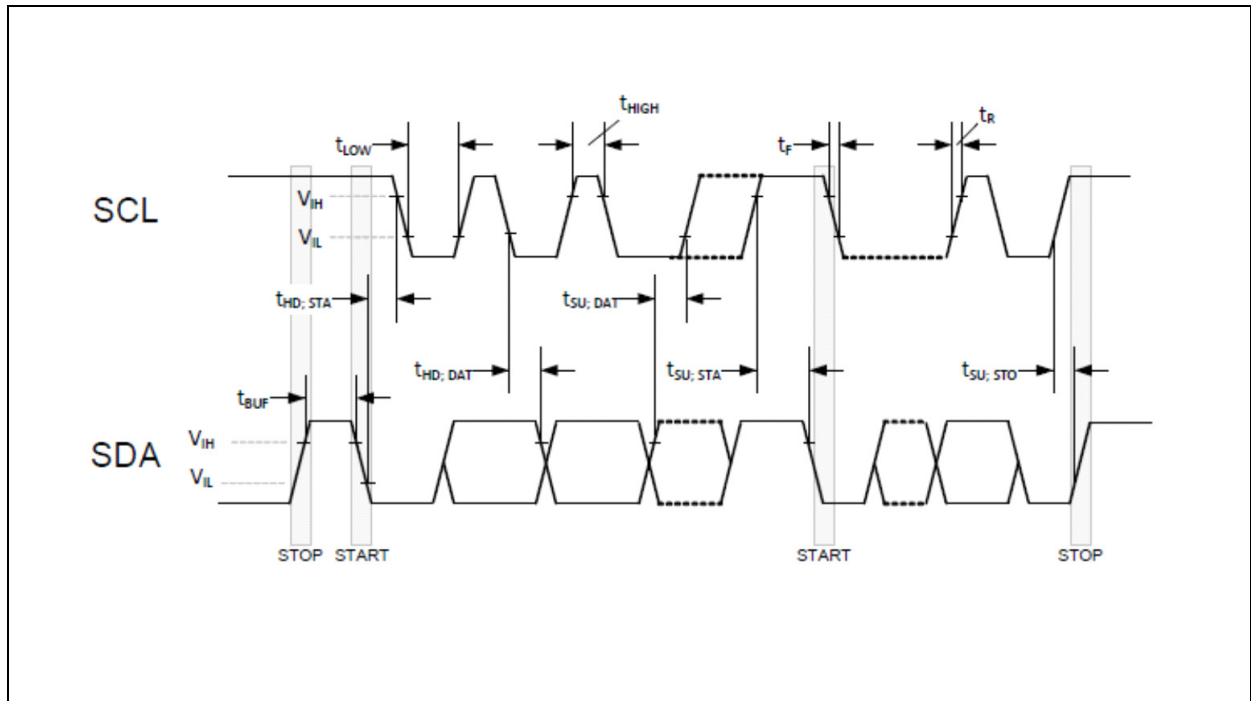 tHIGH
tLOW
tF
tR
SCL
VIH
VIL
tHD; STA
tSU; DAT
tHD; DAT
tSU; STA
tSU; STO
tBUF
SDA
VIH
VIL
STOP START START STOP